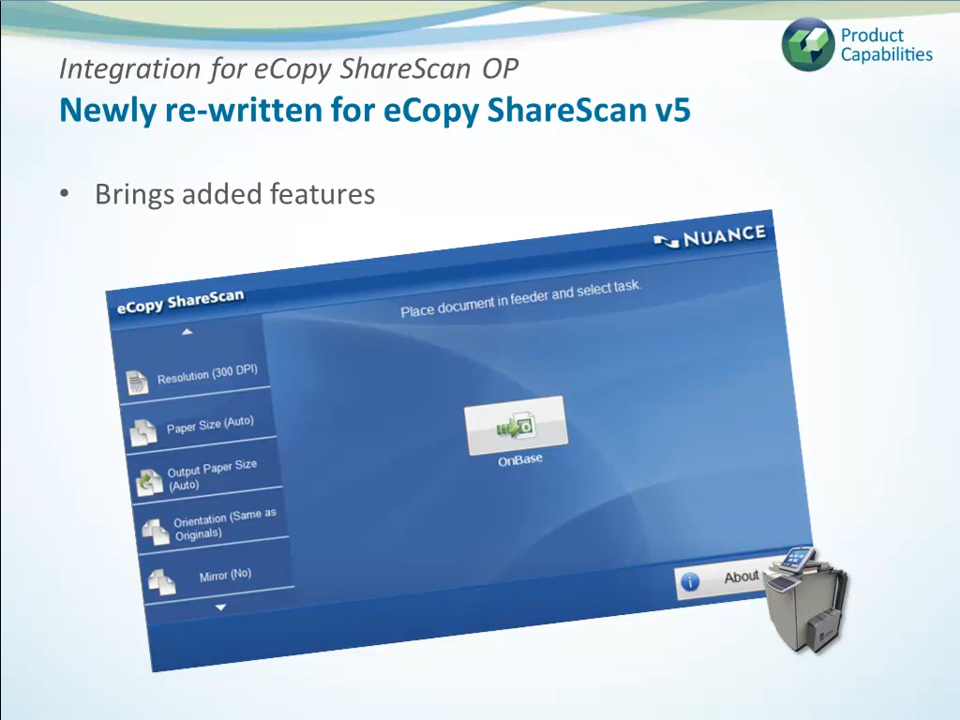 Integration for eCopy ShareScan OP
Product
Capabilities
Newly re-written for eCopy ShareScan v5
• Brings added features
NUANCE
eCopy ShareScan
Place document in feeder and select task.
Resolution (300 DPI)
Paper Size (Auto)
Output Paper Size
(Auto)
Orientation (Same as
Originals)
Mirror (No)
OnBase
About